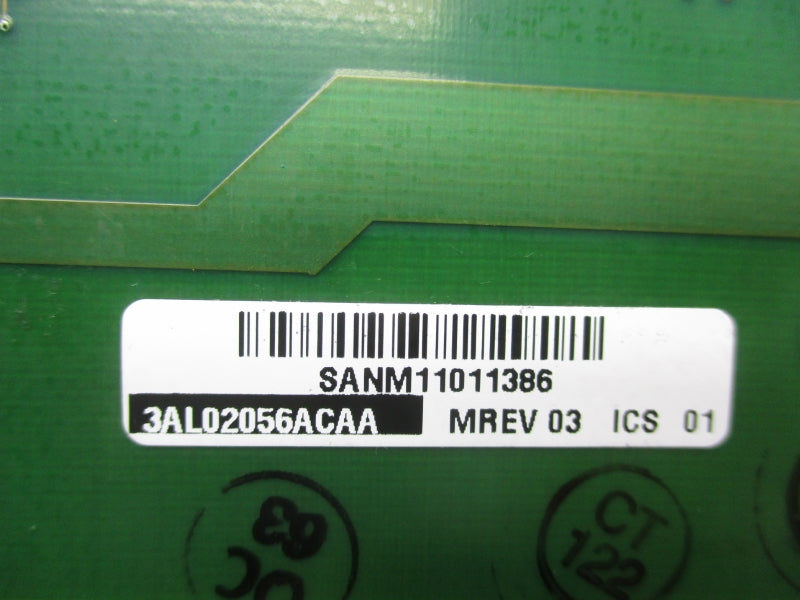 SANM11011386
3AL02056ACAA MREV 03 ICS 01
CT
122